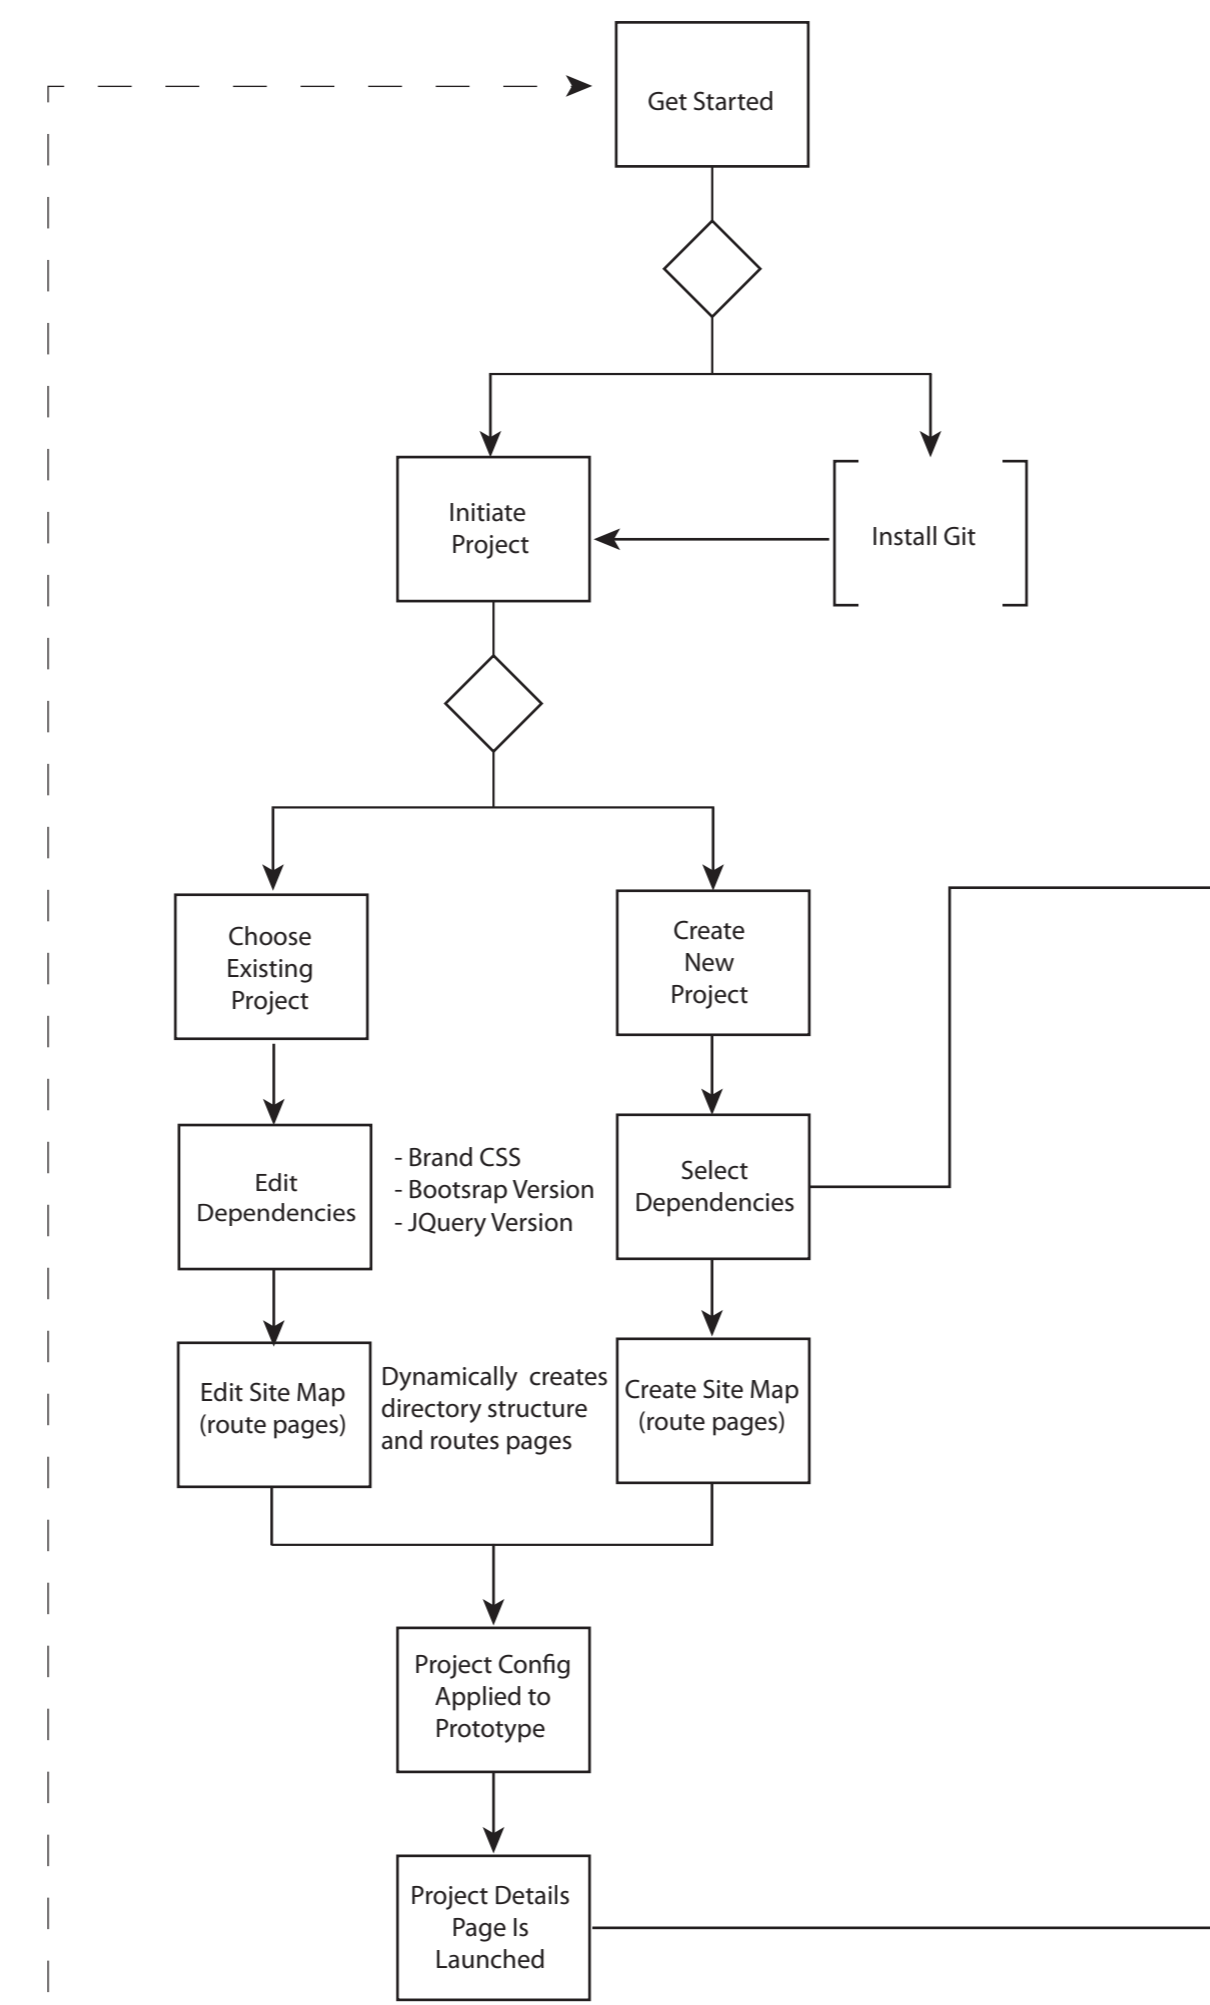 Get Started
Initiate
Project
Install Git
Choose
Existing
Project
Create
New
Project
Edit
Dependencies
- Brand CSS
- Bootsrap Version
- JQuery Version
Select
Dependencies
Edit Site Map
(route pages)
Dynamically creates
directory structure
and routes pages
Create Site Map
(route pages)
Project Config
Applied to
Prototype
Project Details
Page Is
Launched